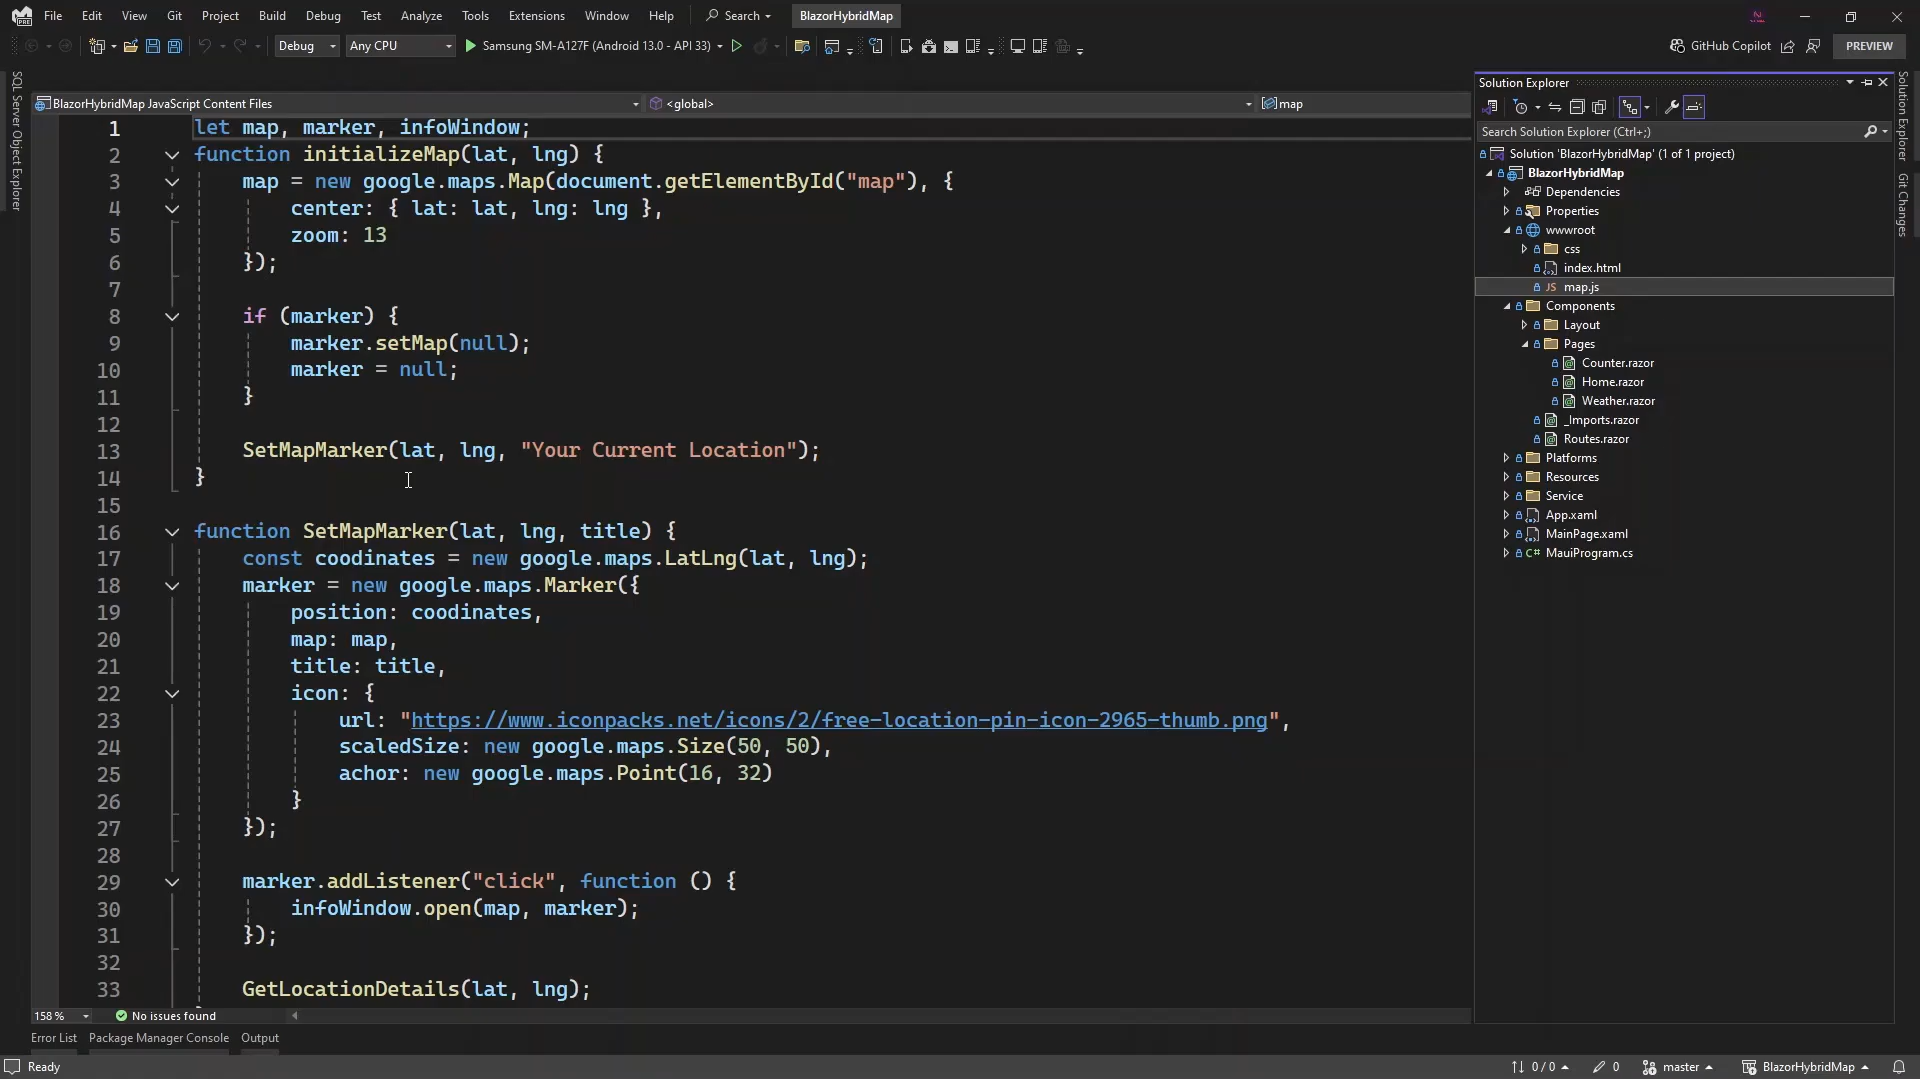 File Edit View Git Project Build Debug Test Analyze Tools Extensions Window Help Search BlazorHybridMap
Debug Any CPU Samsung SM-A127F (Android 13.0 - API 33) GitHub Copilot PREVIEW
SQL Server Object Explorer
BlazorHybridMap JavaScript Content Files <global> map
1 let map, marker, infoWindow;
2 function initializeMap(lat, lng) {
3 map = new google.maps.Map(document.getElementById("map"), {
4 center: { lat: lat, lng: lng },
5 zoom: 13
6 });
7
8 if (marker) {
9 marker.setMap(null);
10 marker = null;
11 }
12
13 SetMapMarker(lat, lng, "Your Current Location");
14 }
15
16 function SetMapMarker(lat, lng, title) {
17 const coodinates = new google.maps.LatLng(lat, lng);
18 marker = new google.maps.Marker({
19 position: coodinates,
20 map: map,
21 title: title,
22 icon: {
23 url: "https://www.iconpacks.net/icons/2/free-location-pin-icon-2965-thumb.png",
24 scaledSize: new google.maps.Size(50, 50),
25 achor: new google.maps.Point(16, 32)
26 }
27 });
28
29 marker.addListener("click", function () {
30 infoWindow.open(map, marker);
31 });
32
33 GetLocationDetails(lat, lng);
158 % No issues found
Solution Explorer
Search Solution Explorer (Ctrl+;)
Solution 'BlazorHybridMap' (1 of 1 project)
BlazorHybridMap
Dependencies
Properties
wwwroot
css
index.html
JS map.js
Components
Layout
Pages
Counter.razor
Home.razor
Weather.razor
_Imports.razor
Routes.razor
Platforms
Resources
Service
App.xaml
MainPage.xaml
C# MauiProgram.cs
Solution Explorer
Git Changes
Error List Package Manager Console Output
Ready 0 / 0 0 master BlazorHybridMap